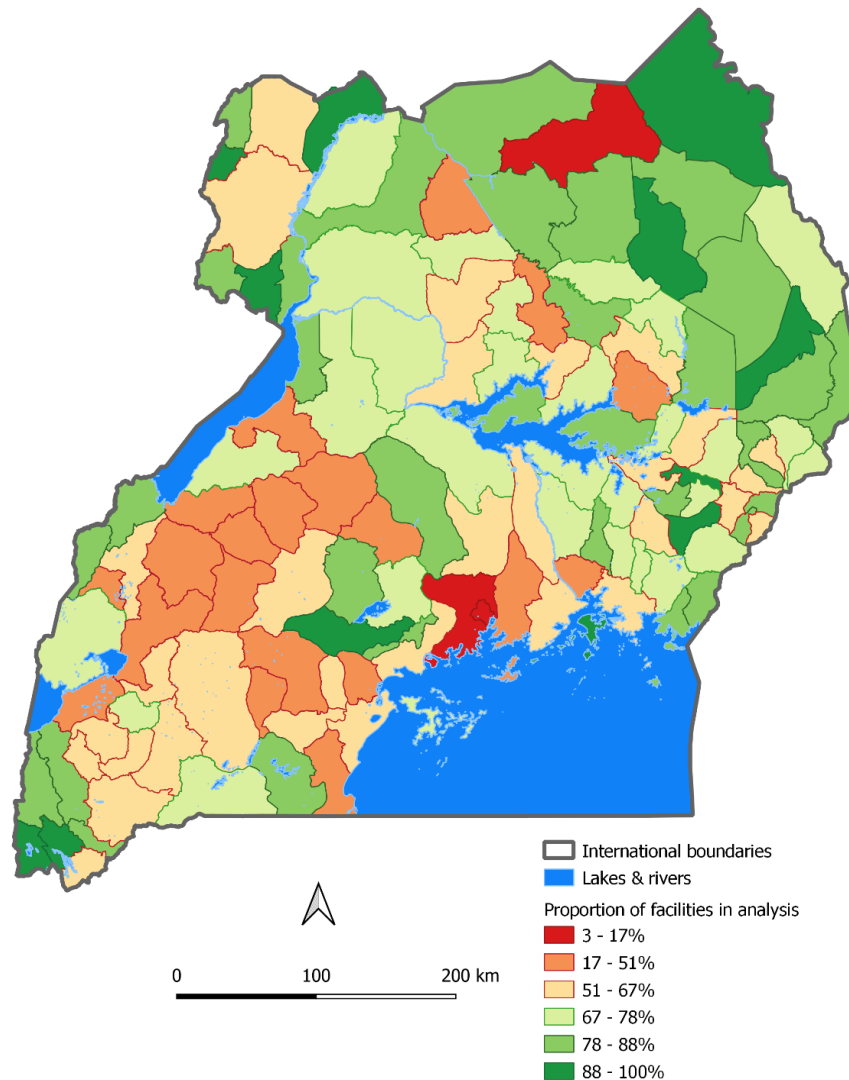 International boundaries
Lakes & rivers
Proportion of facilities in analysis
3 - 17%
17 - 51%
51 - 67%
67 - 78%
78 - 88%
88 - 100%
0 100 200 km